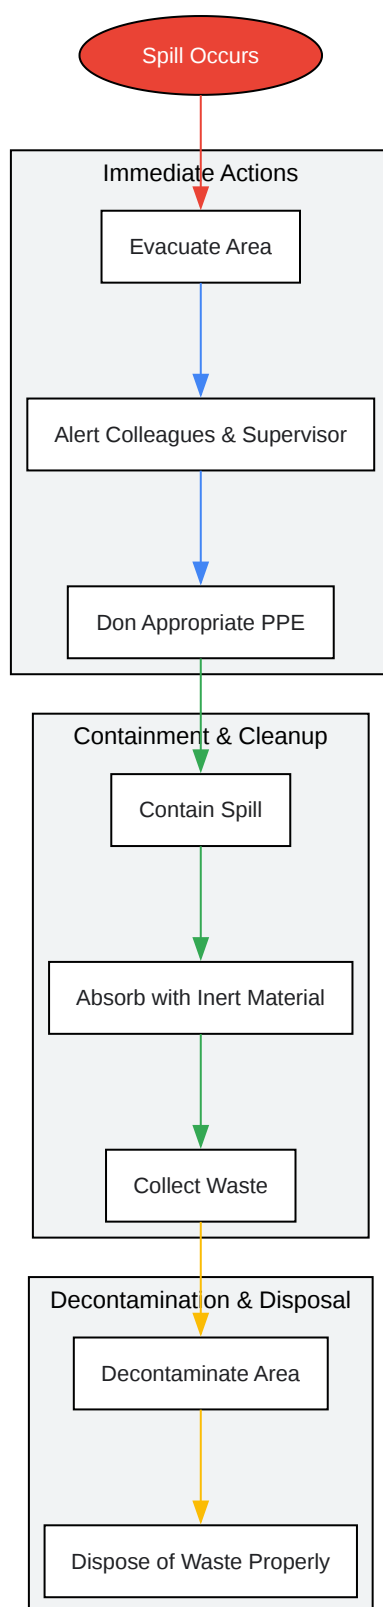 Spill Occurs
Immediate Actions
Evacuate Area
Alert Colleagues & Supervisor
Don Appropriate PPE
Containment & Cleanup
Contain Spill
Absorb with Inert Material
Collect Waste
Decontamination & Disposal
Decontaminate Area
Dispose of Waste Properly